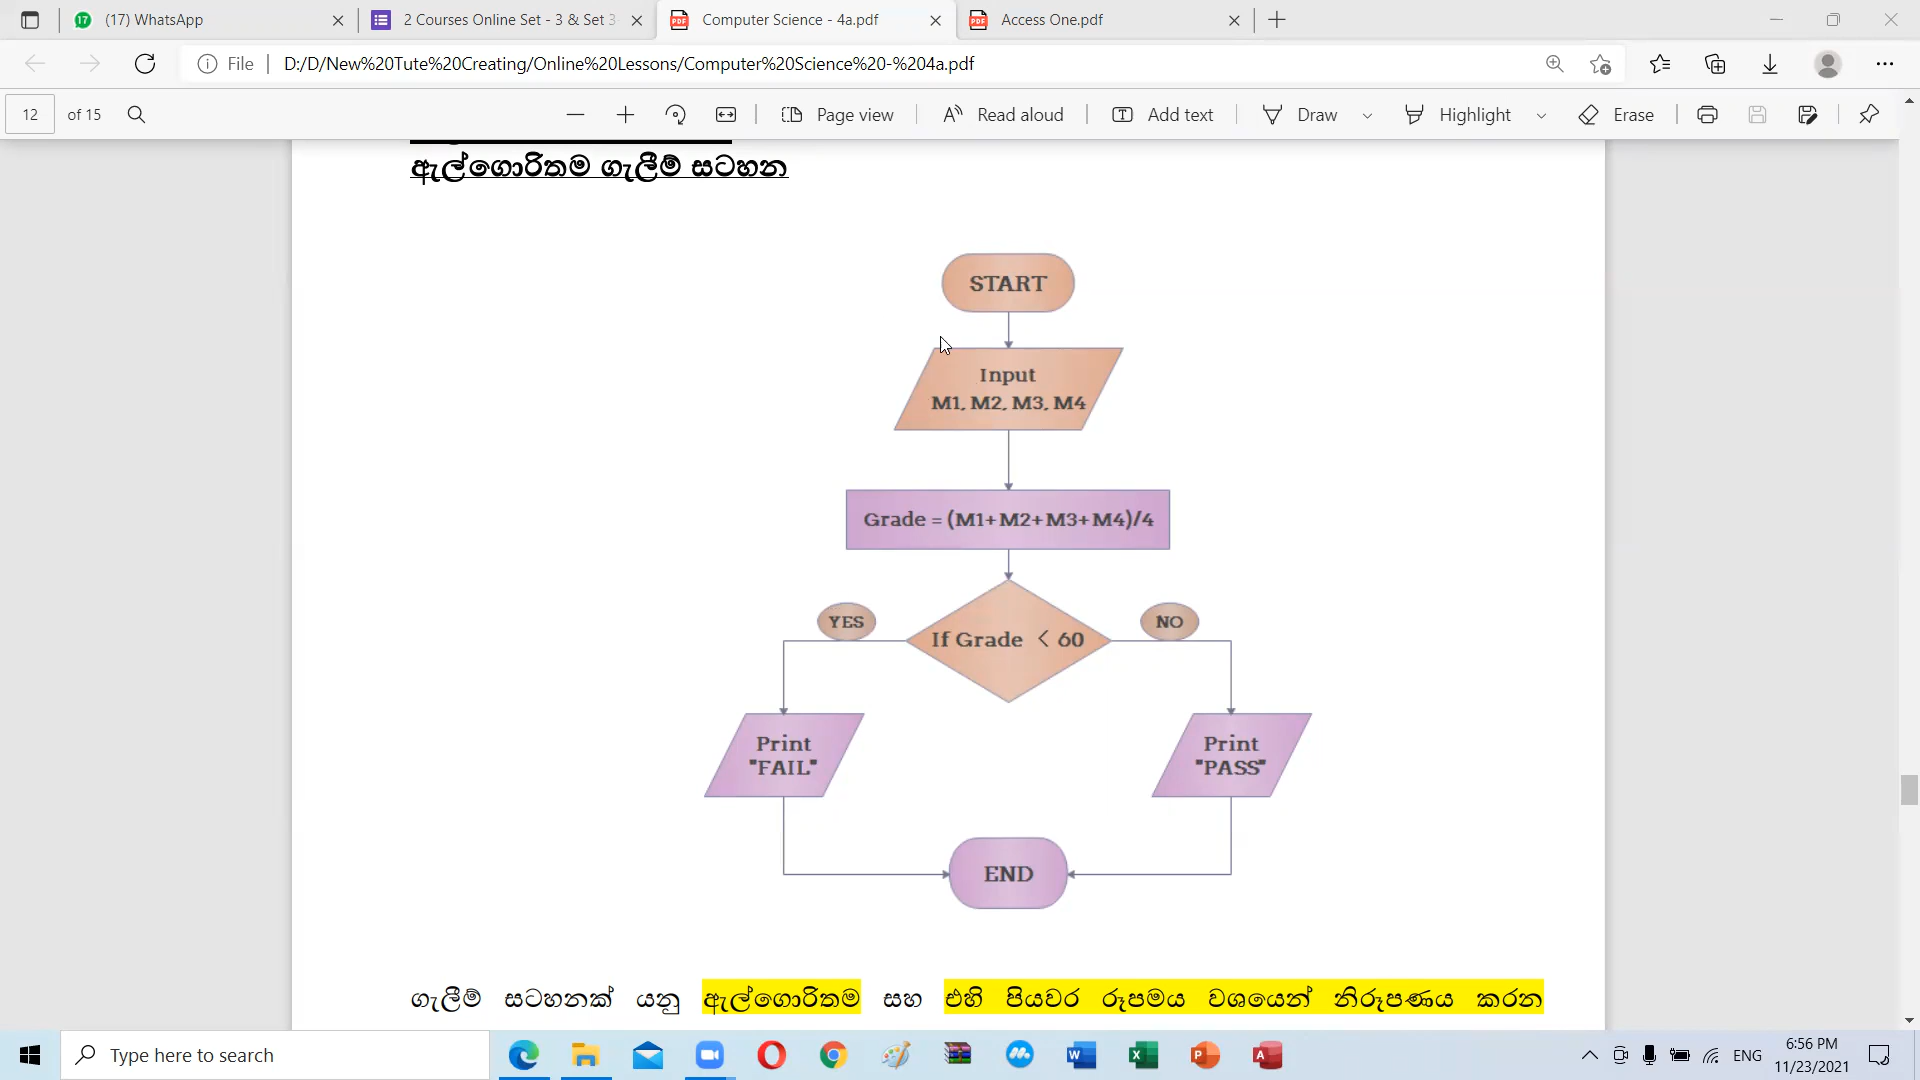 (17) WhatsApp
2 Courses Online Set - 3 & Set 3
Computer Science - 4a.pdf
Access One.pdf
File
D:/D/New%20Tute%20Creating/Online%20Lessons/Computer%20Science%20-%204a.pdf
12 of 15
Page view
Read aloud
Add text
Draw
Highlight
Erase
ඇල්ගොරිතම ගැලීම් සටහන
START
Input
M1, M2, M3, M4
Grade = (M1+M2+M3+M4)/4
YES
If Grade < 60
NO
Print
"FAIL"
Print
"PASS"
END
ගැලීම් සටහනක් යනු ඇල්ගොරිතම සහ එහි පියවර රූපමය වශයෙන් නිරූපණය කරන
Type here to search
ENG
6:56 PM
11/23/2021